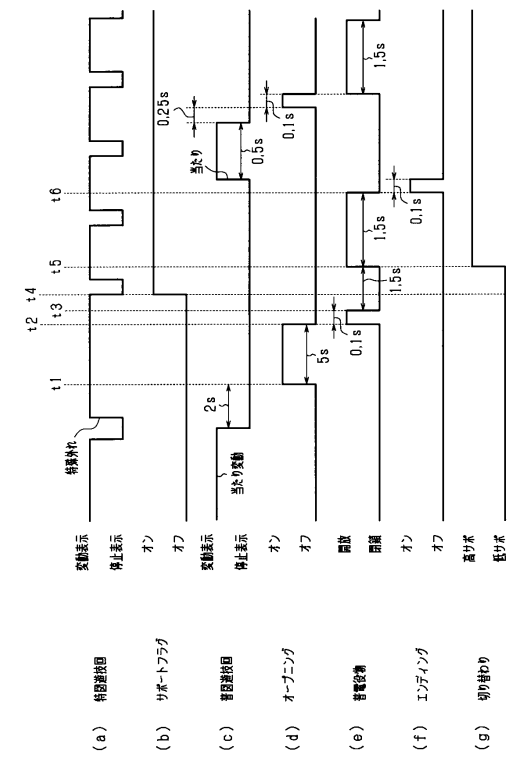 t1
t2
t3
t4
t5
t6
(a) 特図遊技回
変動表示
停止表示
特殊外れ
(b) サポートフラグ
オン
オフ
(c) 普図遊技回
変動表示
停止表示
当たり変動
2s
当たり
0.5s
0.25s
(d) オープニング
オン
オフ
5s
0.1s
(e) 普電役物
開放
閉鎖
0.1s
1.5s
1.5s
1.5s
(f) エンディング
オン
オフ
0.1s
(g) 切り替わり
高サポ
低サポ